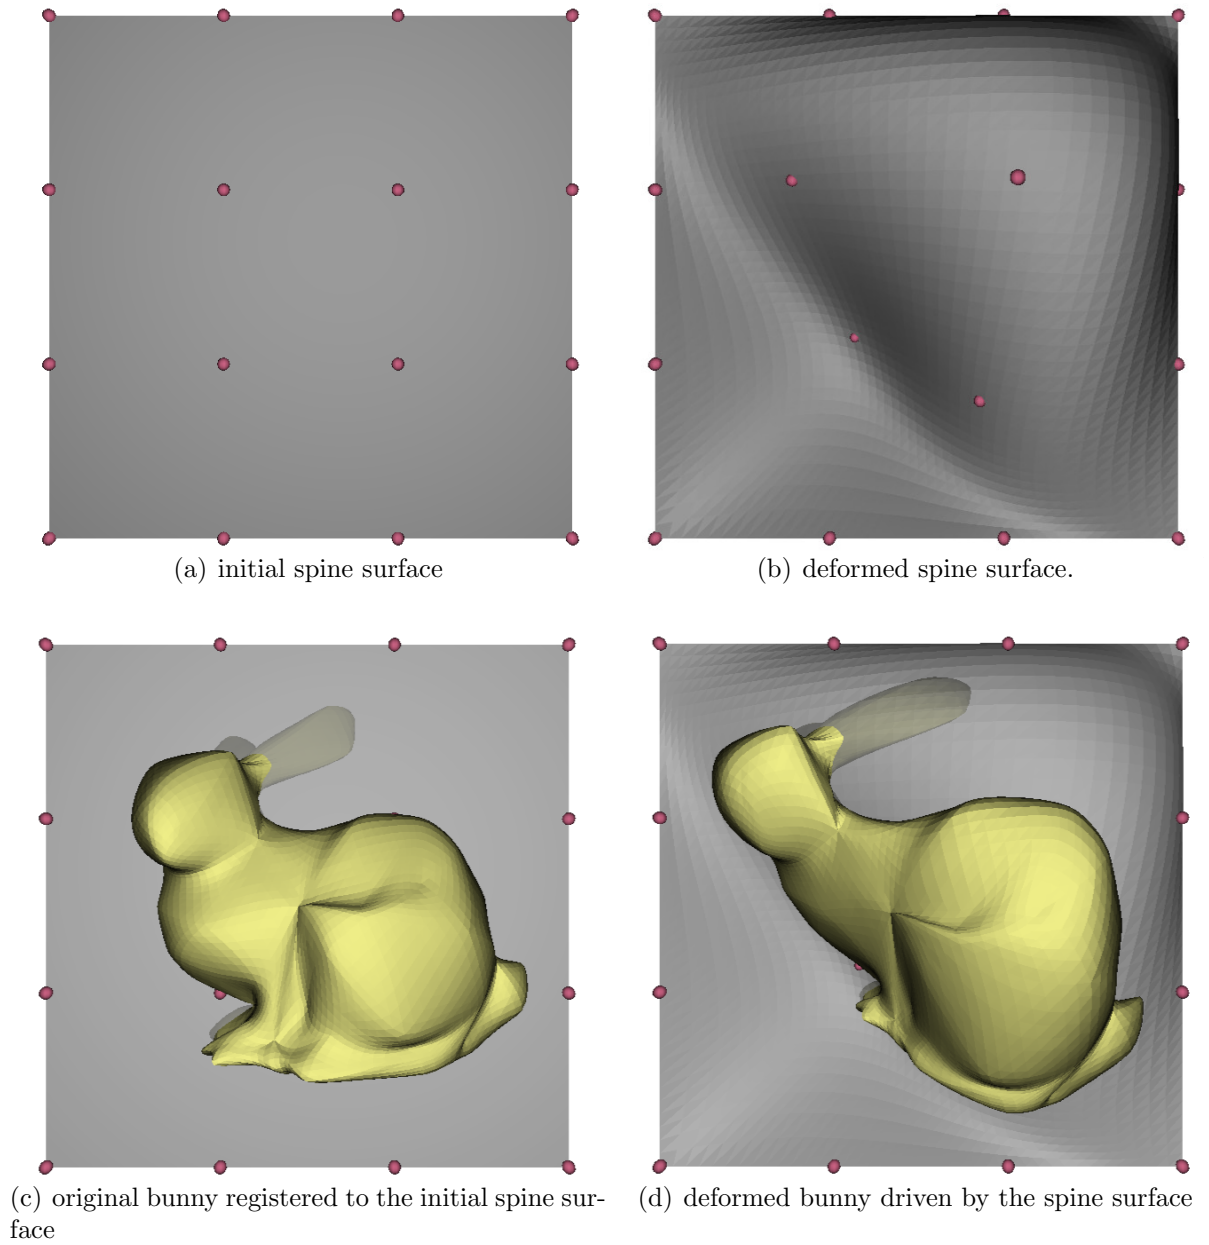 (a) initial spine surface
(b) deformed spine surface.
(c) original bunny registered to the initial spine sur-
face
(d) deformed bunny driven by the spine surface